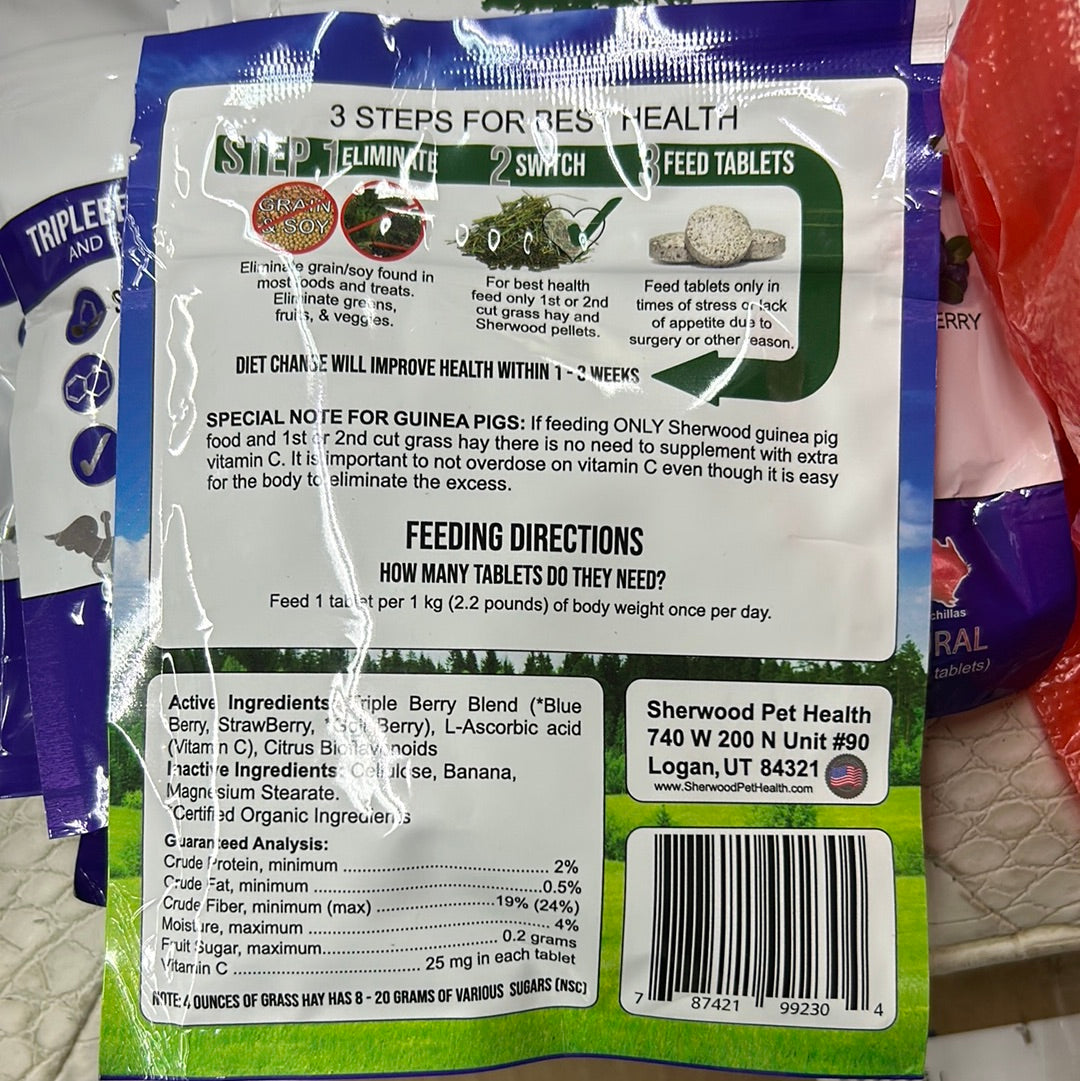 3 STEPS FOR BEST HEALTH
STEP 1 ELIMINATE 2 SWITCH 3 FEED TABLETS
GRAIN
& SOY
Eliminate grain/soy found in
most foods and treats.
Eliminate greens,
fruits, & veggies.
For best health
feed only 1st or 2nd
cut grass hay and
Sherwood pellets.
Feed tablets only in
times of stress or lack
of appetite due to
surgery or other reason.
DIET CHANGE WILL IMPROVE HEALTH WITHIN 1 - 3 WEEKS
SPECIAL NOTE FOR GUINEA PIGS: If feeding ONLY Sherwood guinea pig
food and 1st or 2nd cut grass hay there is no need to supplement with extra
vitamin C. It is important to not overdose on vitamin C even though it is easy
for the body to eliminate the excess.
FEEDING DIRECTIONS
HOW MANY TABLETS DO THEY NEED?
Feed 1 tablet per 1 kg (2.2 pounds) of body weight once per day.
Active Ingredients: Triple Berry Blend (*Blue
Berry, StrawBerry, *Goji Berry), L-Ascorbic acid
(Vitamin C), Citrus Bioflavonoids
Inactive Ingredients: Cellulose, Banana,
Magnesium Stearate.
*Certified Organic Ingredients
Guaranteed Analysis:
Crude Protein, minimum ........ 2%
Crude Fat, minimum ........ 0.5%
Crude Fiber, minimum (max) ........ 19% (24%)
Moisture, maximum ........ 4%
Fruit Sugar, maximum........ 0.2 grams
Vitamin C ........ 25 mg in each tablet
NOTE: 4 OUNCES OF GRASS HAY HAS 8 - 20 GRAMS OF VARIOUS SUGARS (NSC)
Sherwood Pet Health
740 W 200 N Unit #90
Logan, UT 84321
www.SherwoodPetHealth.com
7 87421 99230 4
TRIPLEBE
AND B
S
ERRY
chillas
RAL
tablets)